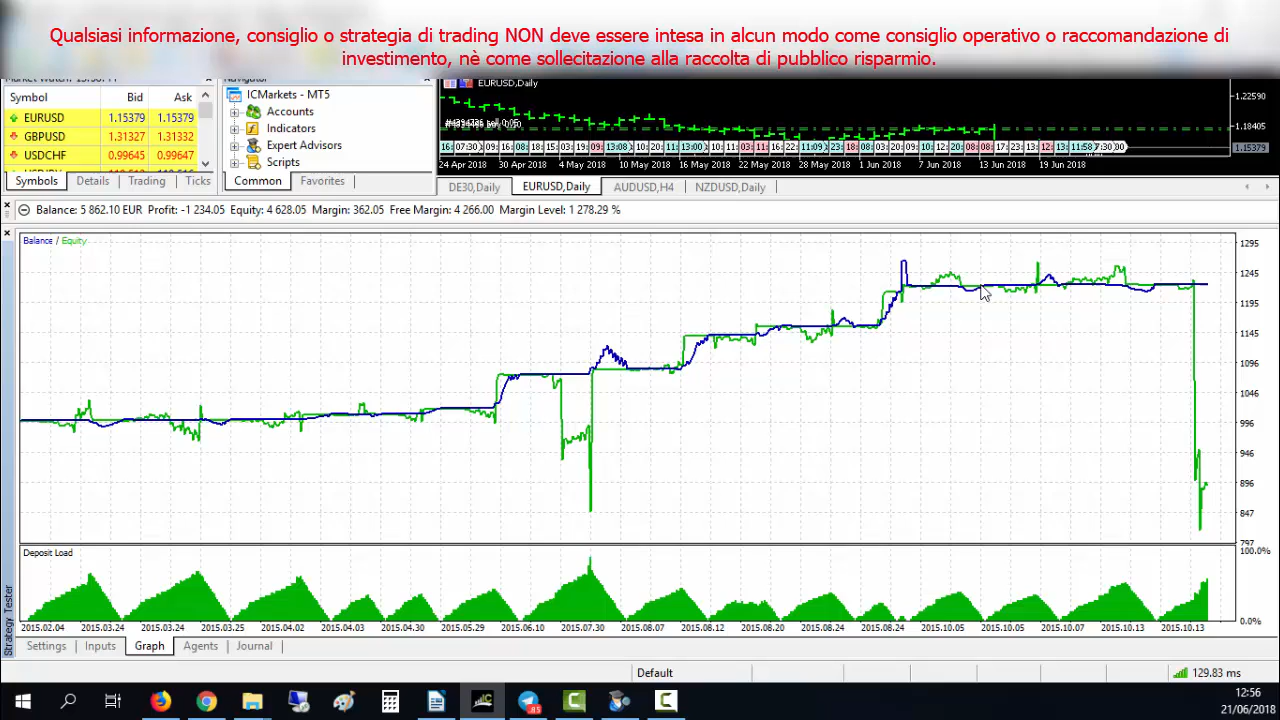 Qualsiasi informazione, consiglio o strategia di trading NON deve essere intesa in alcun modo come consiglio operativo o raccomandazione di
investimento, nè come sollecitazione alla raccolta di pubblico risparmio.
EURUSD,Daily
Symbol Bid Ask
EURUSD 1.15379 1.15379
GBPUSD 1.31327 1.31332
USDCHF 0.99645 0.99647
Symbols Details Trading Ticks
ICMarkets - MT5
Accounts
Indicators
Expert Advisors
Scripts
Common Favorites
1.22590
1.18405
1.15379
24 Apr 2018 30 Apr 2018 4 May 2018 10 May 2018 16 May 2018 22 May 2018 28 May 2018 1 Jun 2018 7 Jun 2018 13 Jun 2018 19 Jun 2018
DE30,Daily EURUSD,Daily AUDUSD,H4 NZDUSD,Daily
Balance: 5 862.10 EUR Profit: -1 234.05 Equity: 4 628.05 Margin: 362.05 Free Margin: 4 266.00 Margin Level: 1 278.29 %
Balance / Equity
1295
1245
1195
1145
1096
1046
996
946
896
847
797
Deposit Load
100.0%
0.0%
2015.02.04 2015.03.24 2015.03.24 2015.03.25 2015.04.02 2015.04.03 2015.04.30 2015.05.29 2015.06.10 2015.07.30 2015.08.07 2015.08.12 2015.08.20 2015.08.24 2015.08.24 2015.10.05 2015.10.05 2015.10.07 2015.10.13 2015.10.13
Strategy Tester
Settings Inputs Graph Agents Journal
Default
129.83 ms
85
12:56
21/06/2018